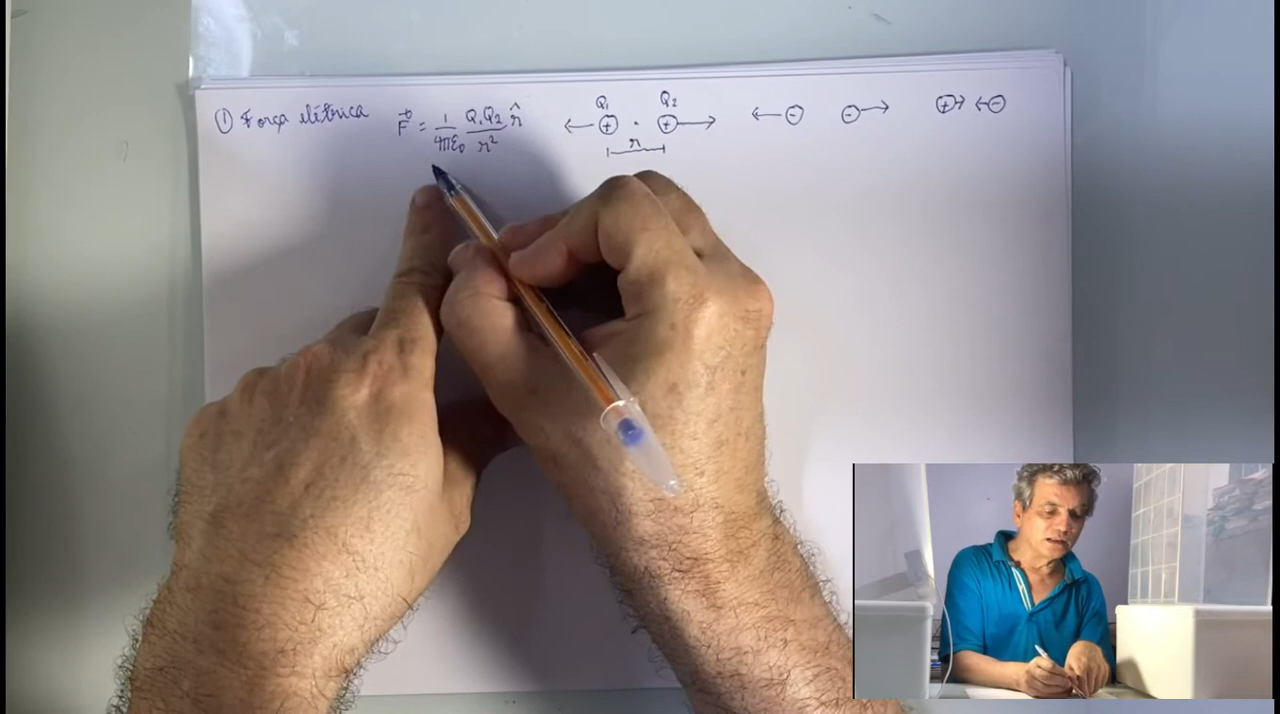 ① Força elétrica F⃗ = 1/4πε₀ Q₁Q₂/r² r̂ Q₁ Q₂ + + r - - + -